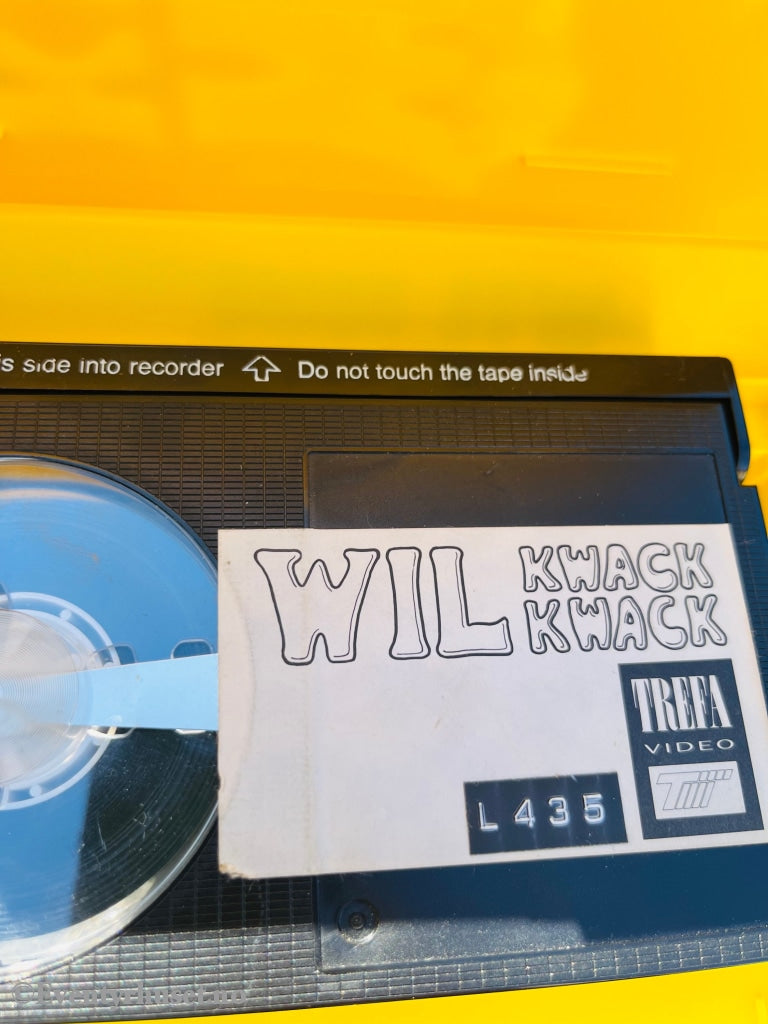 s side into recorder ⇧ Do not touch the tape inside
WIL KWACK KWACK
TREFA
VIDEO
L 435